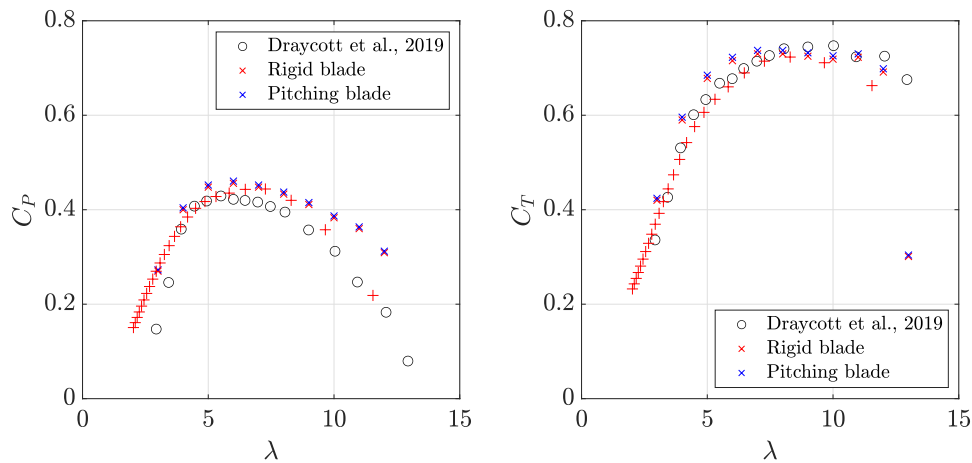 0.8
0.6
0.4
0.2
0
C_P
0 5 10 15
λ
Draycott et al., 2019
Rigid blade
Pitching blade
0.8
0.6
0.4
0.2
0
C_T
0 5 10 15
λ
Draycott et al., 2019
Rigid blade
Pitching blade